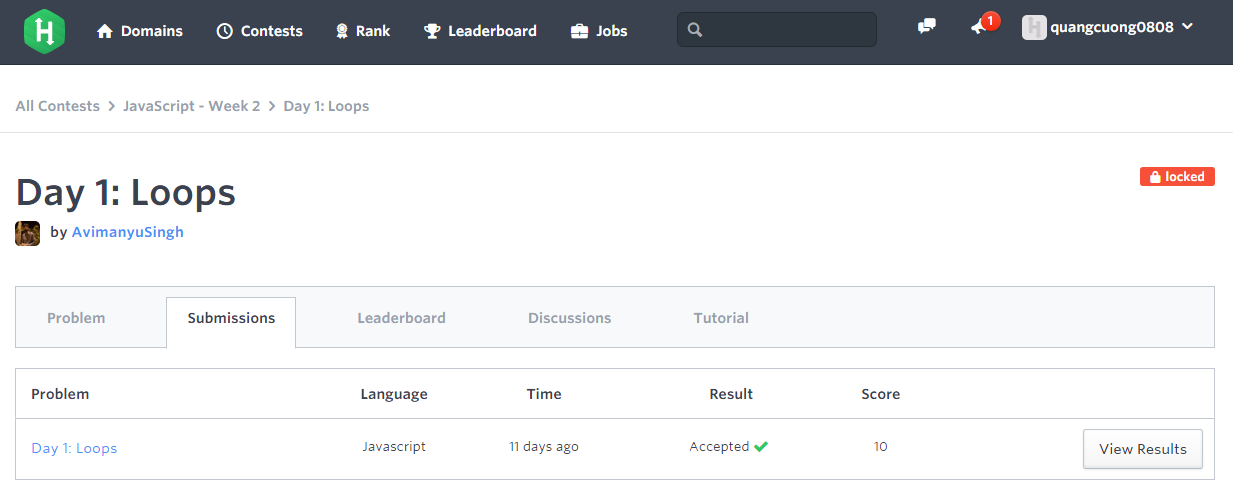 H Domains Contests Rank Leaderboard Jobs 1 quangcuong0808
All Contests > JavaScript - Week 2 > Day 1: Loops
Day 1: Loops
locked
by AvimanyuSingh
Problem Submissions Leaderboard Discussions Tutorial
Problem Language Time Result Score
Day 1: Loops Javascript 11 days ago Accepted ✔ 10 View Results